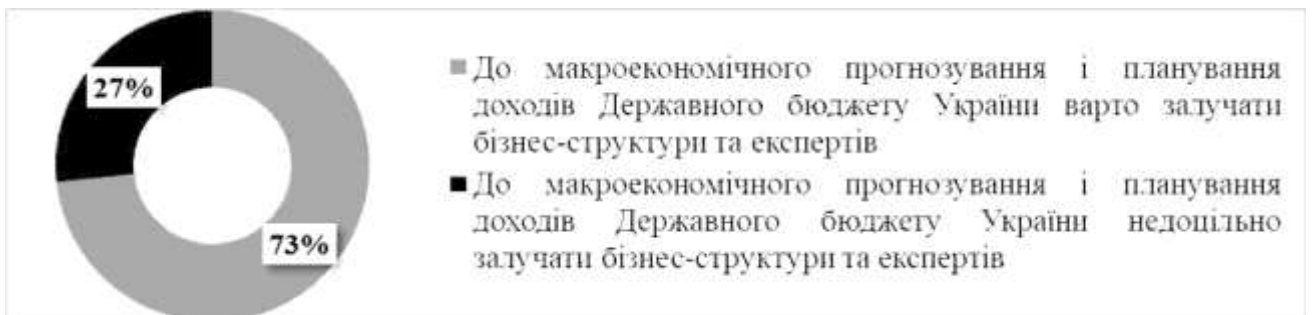 27%
73%
До макроекономічного прогнозування і планування
доходів Державного бюджету України варто залучати
бізнес-структури та експертів
До макроекономічного прогнозування і планування
доходів Державного бюджету України недоцільно
залучати бізнес-структури та експертів